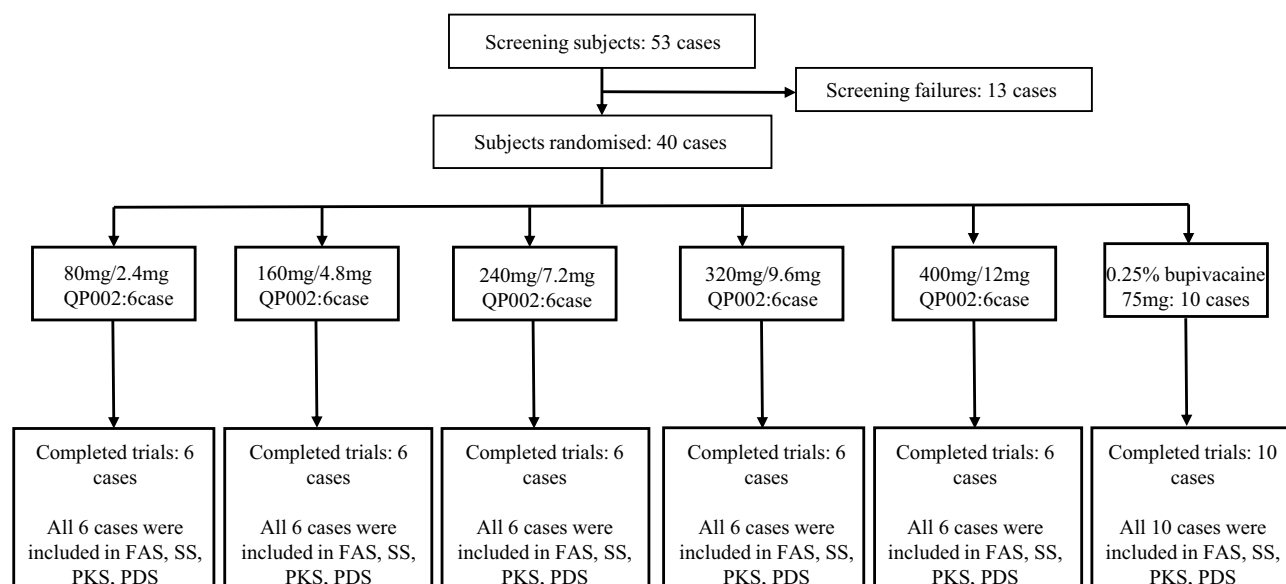 Screening subjects: 53 cases
Screening failures: 13 cases
Subjects randomised: 40 cases
80mg/2.4mg
QP002:6case
160mg/4.8mg
QP002:6case
240mg/7.2mg
QP002:6case
320mg/9.6mg
QP002:6case
400mg/12mg
QP002:6case
0.25% bupivacaine
75mg: 10 cases
Completed trials: 6
cases
All 6 cases were
included in FAS, SS,
PKS, PDS
Completed trials: 6
cases
All 6 cases were
included in FAS, SS,
PKS, PDS
Completed trials: 6
cases
All 6 cases were
included in FAS, SS,
PKS, PDS
Completed trials: 6
cases
All 6 cases were
included in FAS, SS,
PKS, PDS
Completed trials: 6
cases
All 6 cases were
included in FAS, SS,
PKS, PDS
Completed trials: 10
cases
All 10 cases were
included in FAS, SS,
PKS, PDS